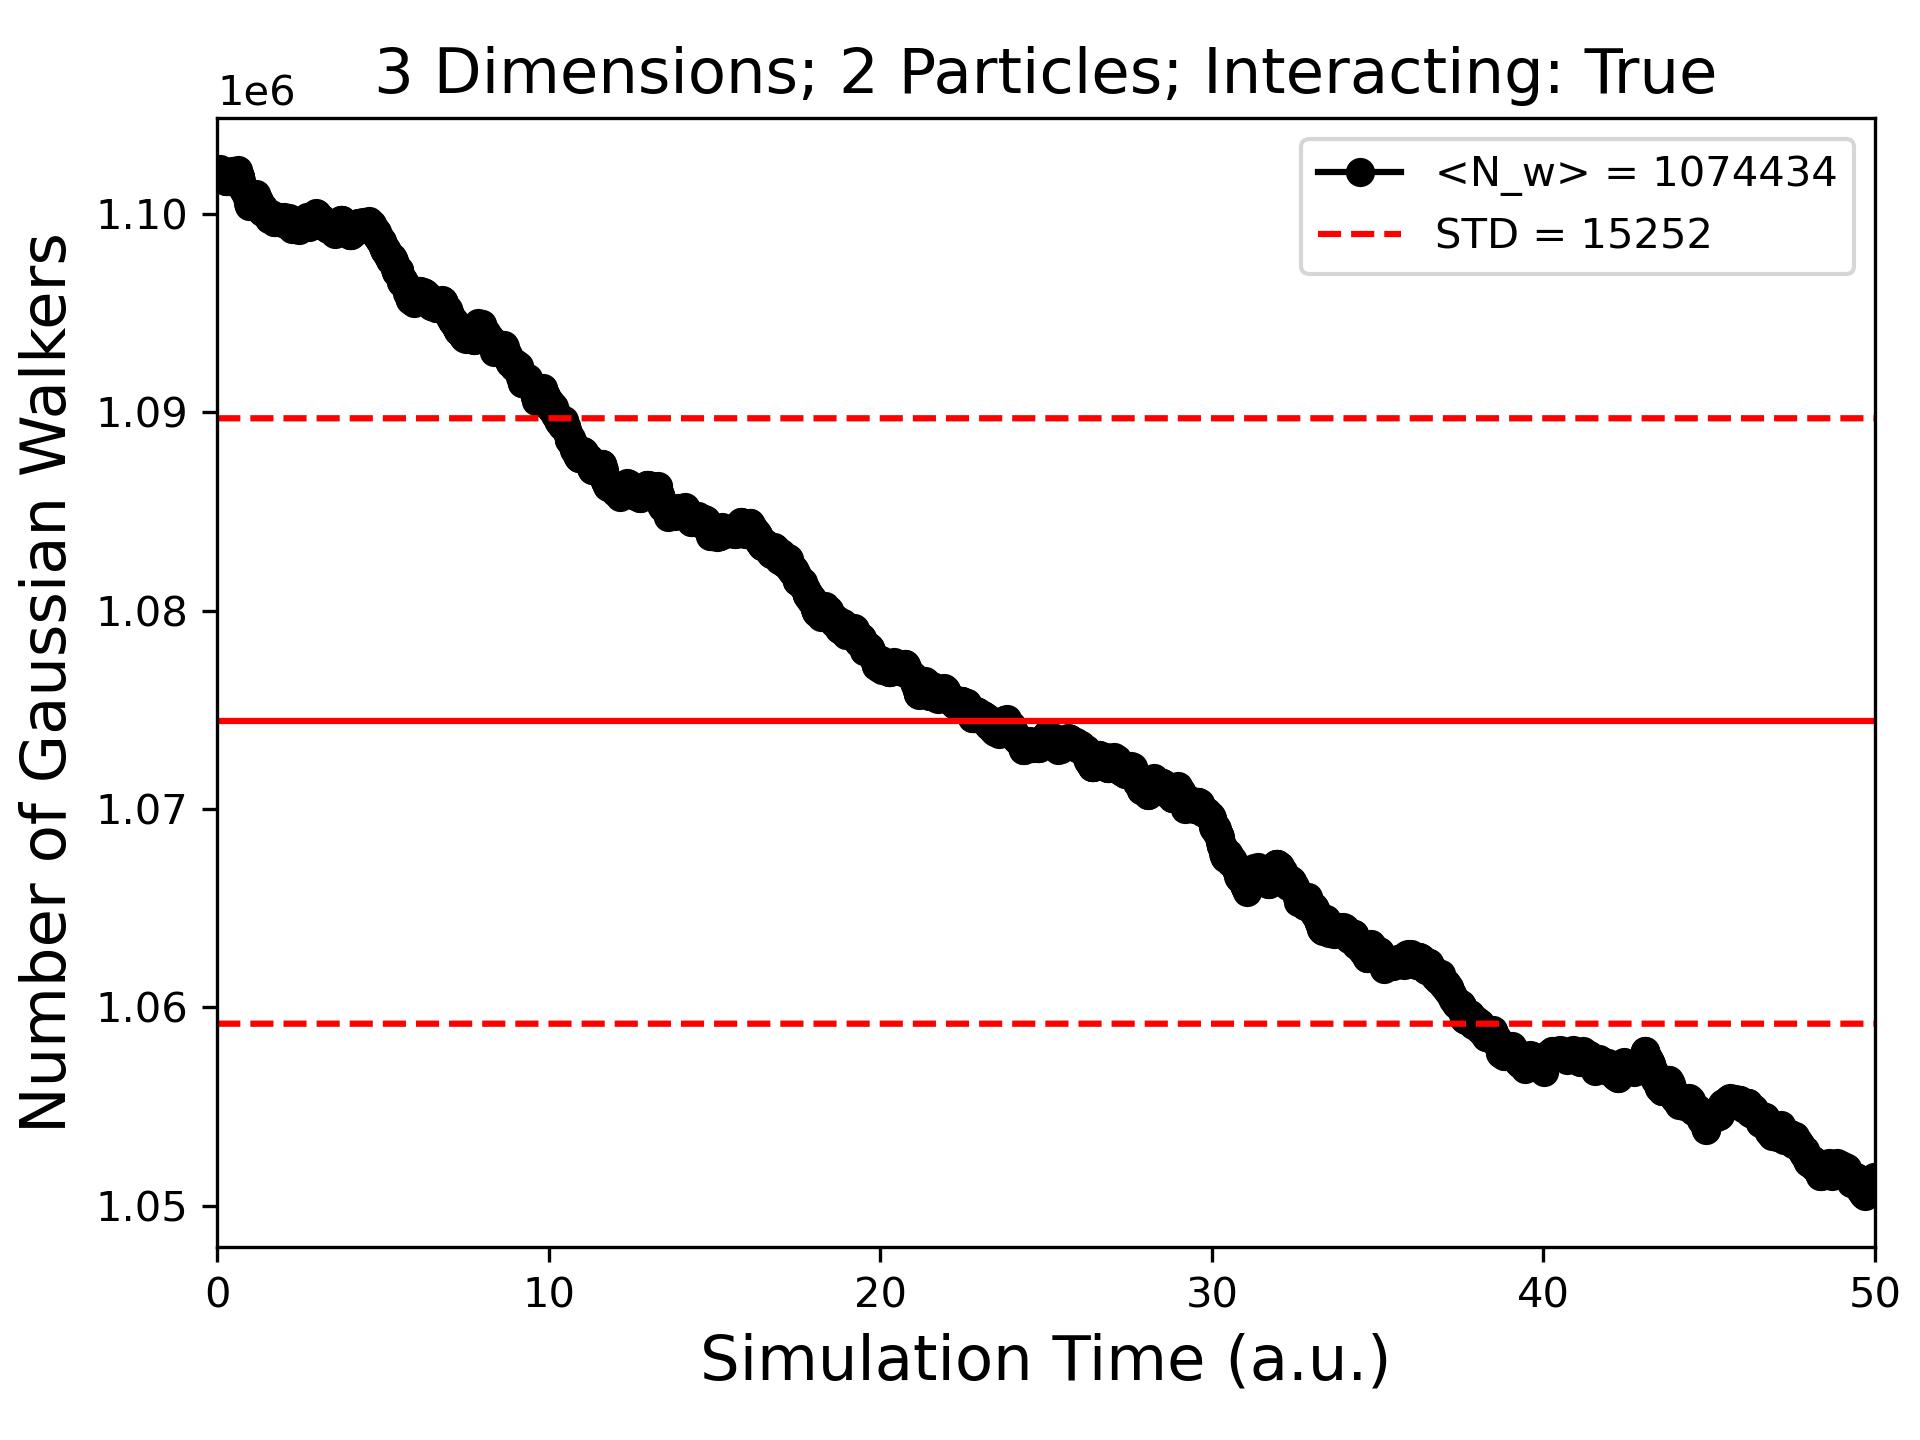 3 Dimensions; 2 Particles; Interacting: True
1e6
<N_w> = 1074434
STD = 15252
Number of Gaussian Walkers
1.10
1.09
1.08
1.07
1.06
1.05
0 10 20 30 40 50
Simulation Time (a.u.)